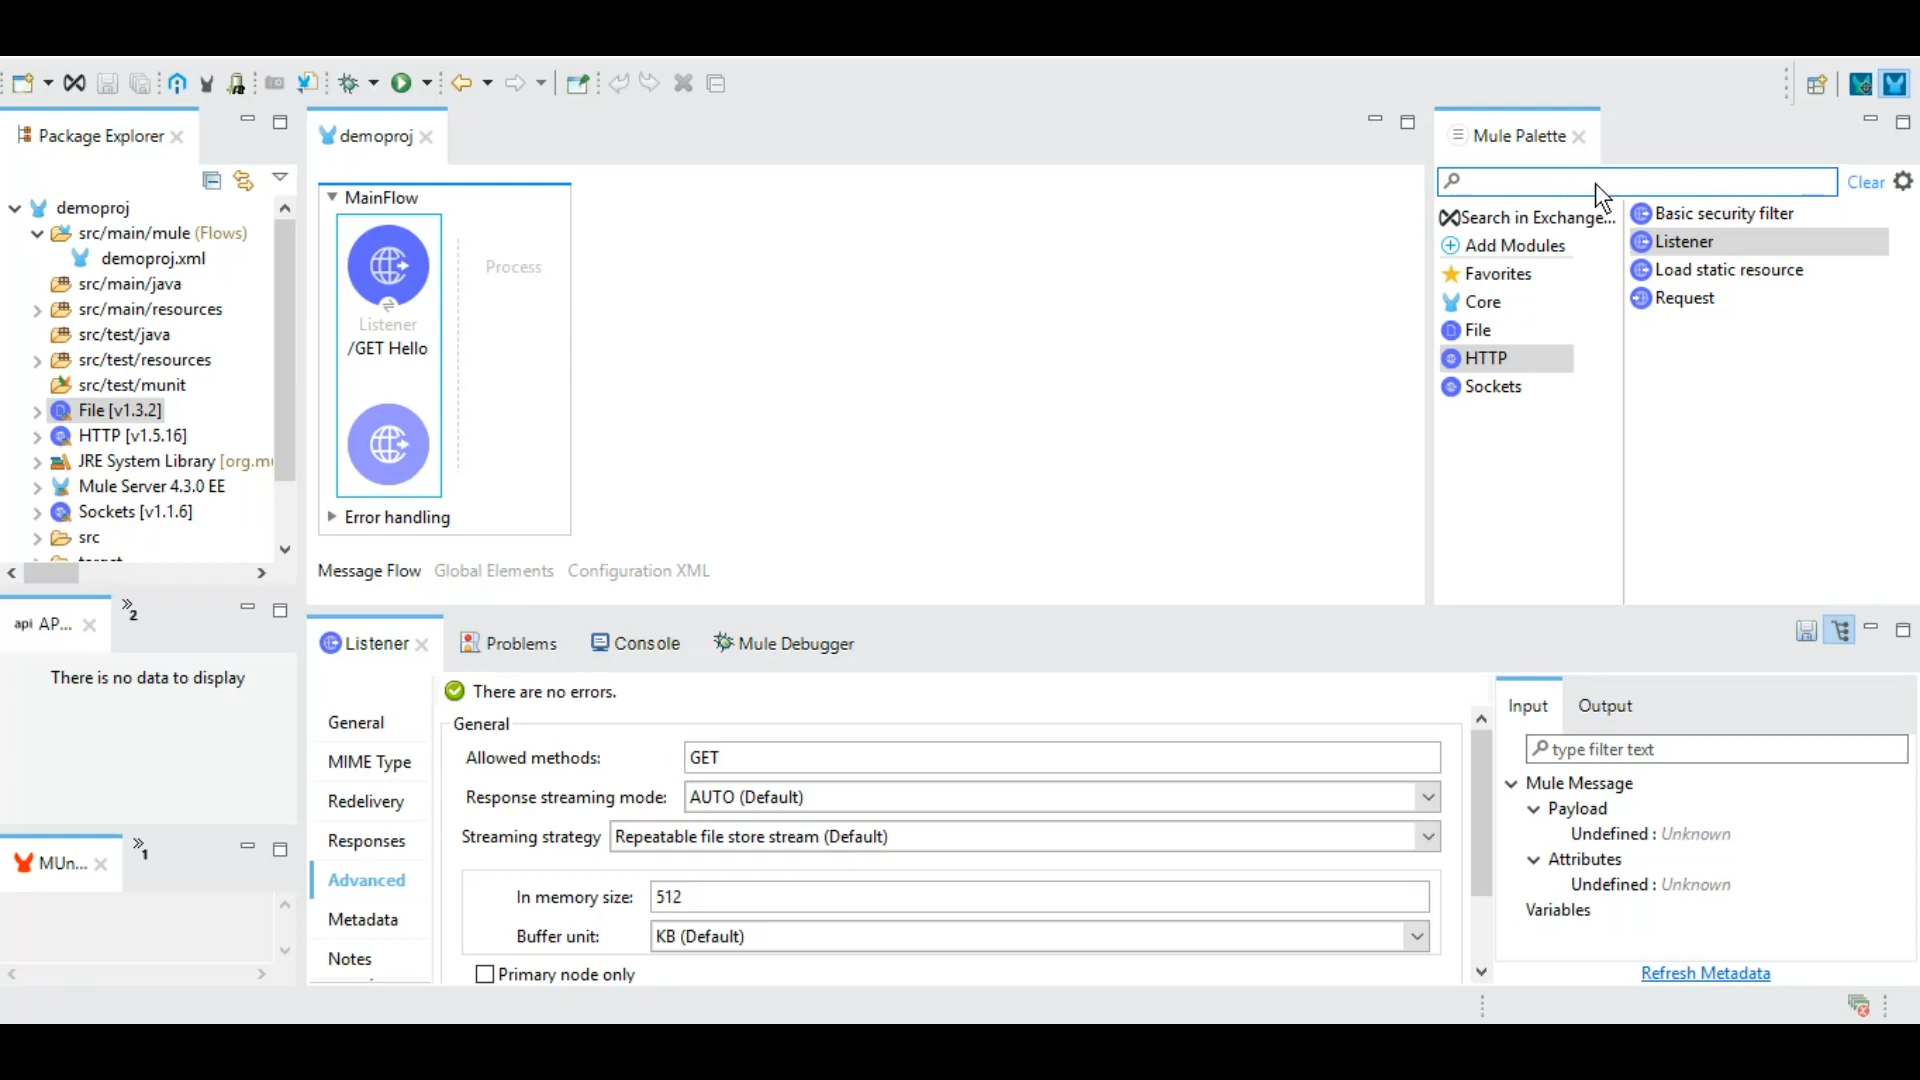 Package Explorer
demoproj
src/main/mule (Flows)
demoproj.xml
src/main/java
src/main/resources
src/test/java
src/test/resources
src/test/munit
File [v1.3.2]
HTTP [v1.5.16]
JRE System Library [org.mu
Mule Server 4.3.0 EE
Sockets [v1.1.6]
src
demoproj
MainFlow
Listener
/GET Hello
Process
Error handling
Message Flow Global Elements Configuration XML
Mule Palette
Clear
Search in Exchange...
Add Modules
Favorites
Core
File
HTTP
Sockets
Basic security filter
Listener
Load static resource
Request
api AP...
2
There is no data to display
MUn...
1
Listener
Problems
Console
Mule Debugger
There are no errors.
General
MIME Type
Redelivery
Responses
Advanced
Metadata
Notes
General
Allowed methods: GET
Response streaming mode: AUTO (Default)
Streaming strategy Repeatable file store stream (Default)
In memory size: 512
Buffer unit: KB (Default)
Primary node only
Input Output
type filter text
Mule Message
Payload
Undefined : Unknown
Attributes
Undefined : Unknown
Variables
Refresh Metadata